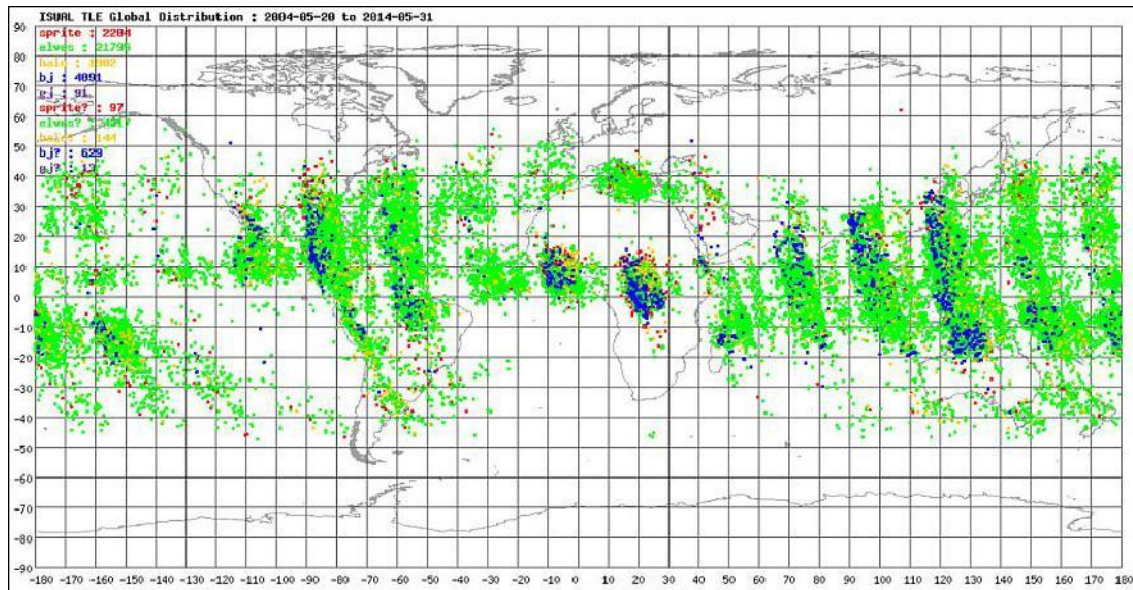 ISUAL TLE Global Distribution : 2004-05-20 to 2014-05-31
sprite : 2204
elves :
halo :
bj : 4091
ej : 91
sprite? : 97
elves? :
halo? : 144
bj? : 629
ej? :
90
80
70
60
50
40
30
20
10
0
-10
-20
-30
-40
-50
-60
-70
-80
-90
-180 -170 -160 -150 -140 -130 -120 -110 -100 -90 -80 -70 -60 -50 -40 -30 -20 -10 0 10 20 30 40 50 60 70 80 90 100 110 120 130 140 150 160 170 180